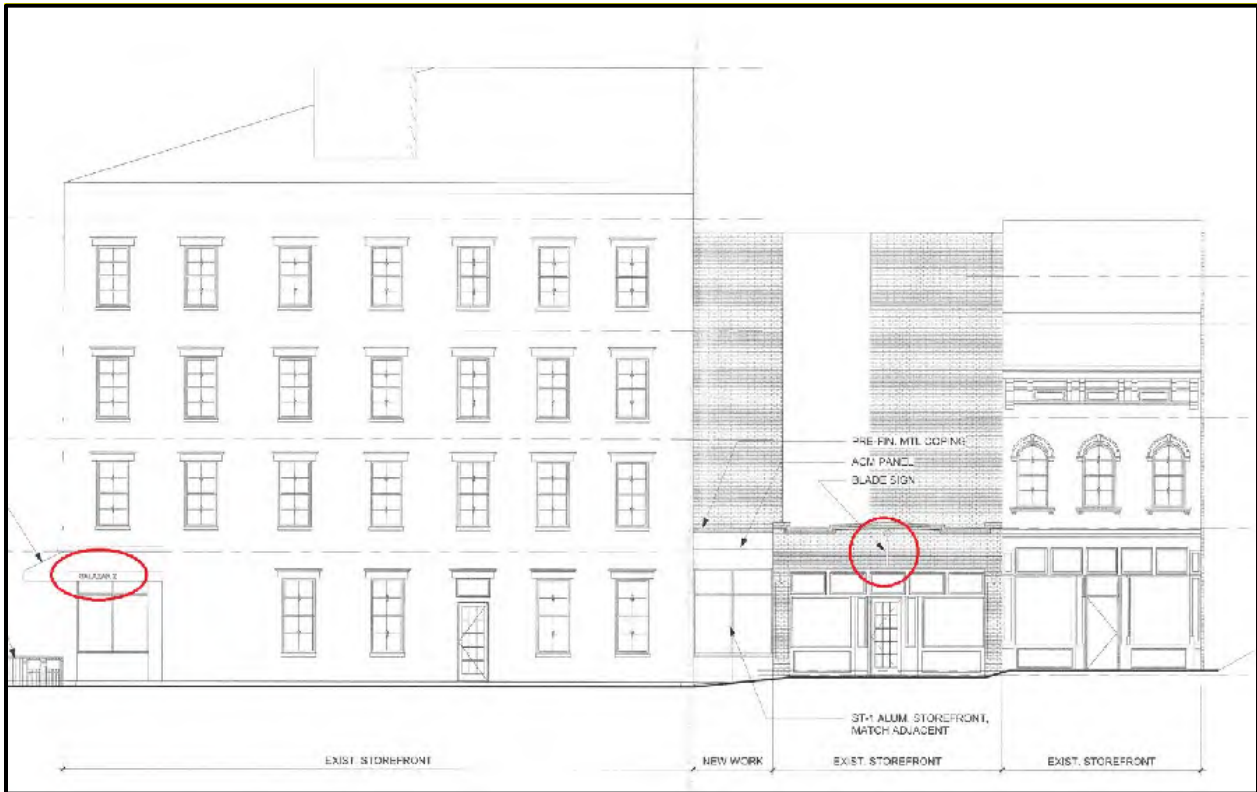 PRE-FIN. MTL COPING
ACM PANEL
BLADE SIGN
ST-1 ALUM. STOREFRONT,
MATCH ADJACENT
EXIST. STOREFRONT
NEW WORK
EXIST. STOREFRONT
EXIST. STOREFRONT